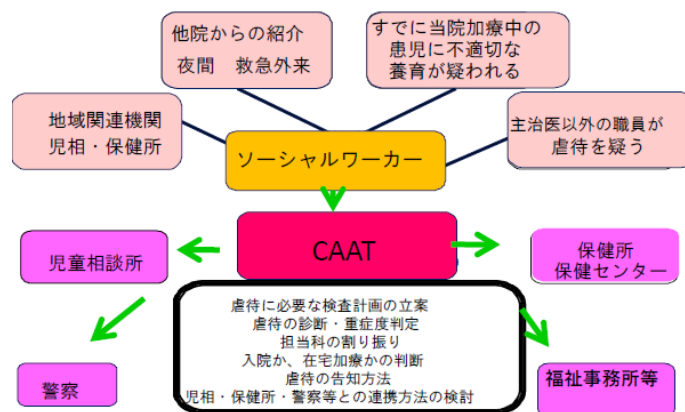 他院からの紹介
夜間　救急外来
すでに当院加療中の
患児に不適切な
養育が疑われる
地域関連機関
児相・保健所
ソーシャルワーカー
主治医以外の職員が
虐待を疑う
CAAT
児童相談所
保健所
保健センター
虐待に必要な検査計画の立案
虐待の診断・重症度判定
担当科の割り振り
入院か、在宅加療かの判断
虐待の告知方法
児相・保健所・警察等との連携方法の検討
警察
福祉事務所等